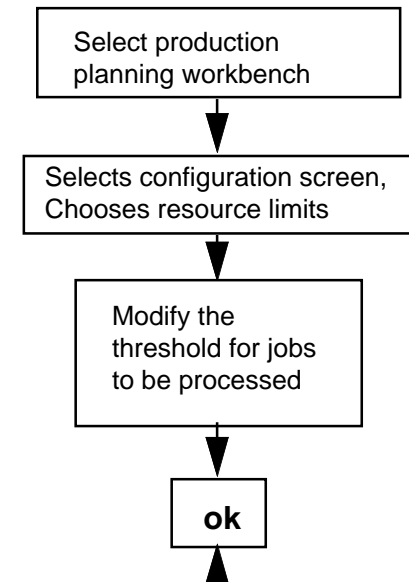 Select production
planning workbench
Selects configuration screen,
Chooses resource limits
Modify the
threshold for jobs
to be processed
ok